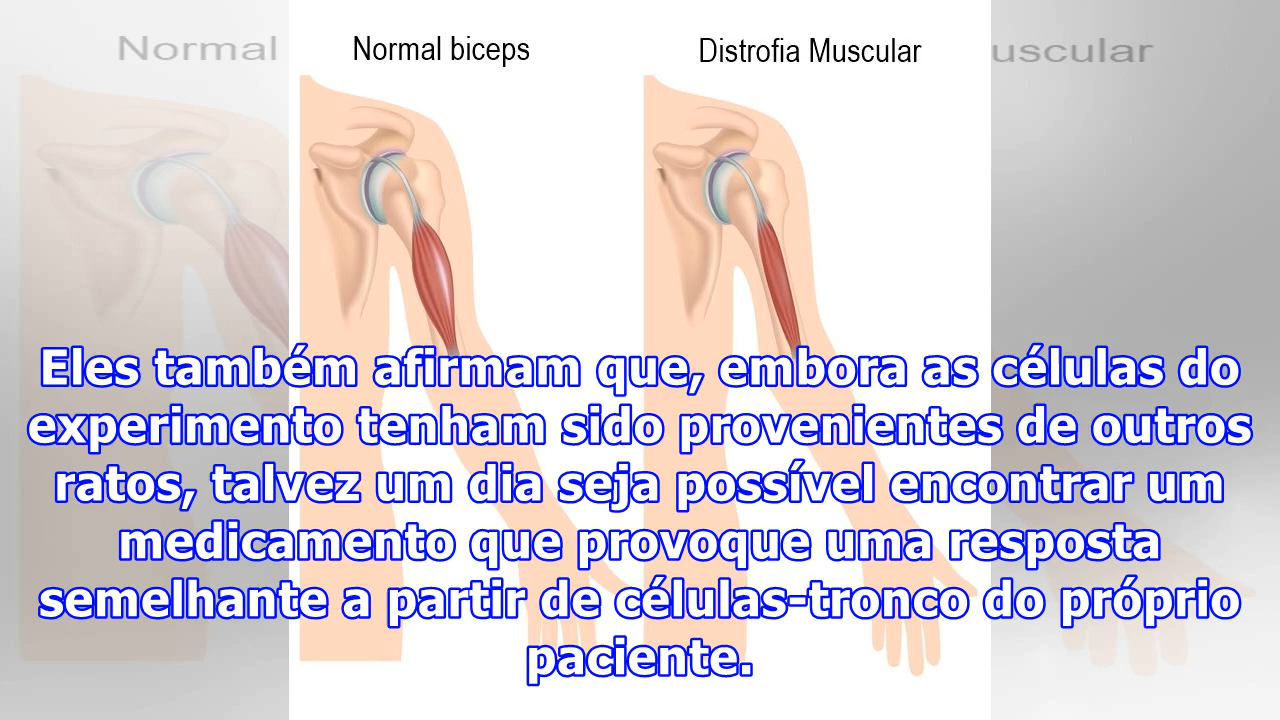 Normal
Normal biceps
Distrofia Muscular
uscular
Eles também afirmam que, embora as células do
experimento tenham sido provenientes de outros
ratos, talvez um dia seja possível encontrar um
medicamento que provoque uma resposta
semelhante a partir de células-tronco do próprio
paciente.